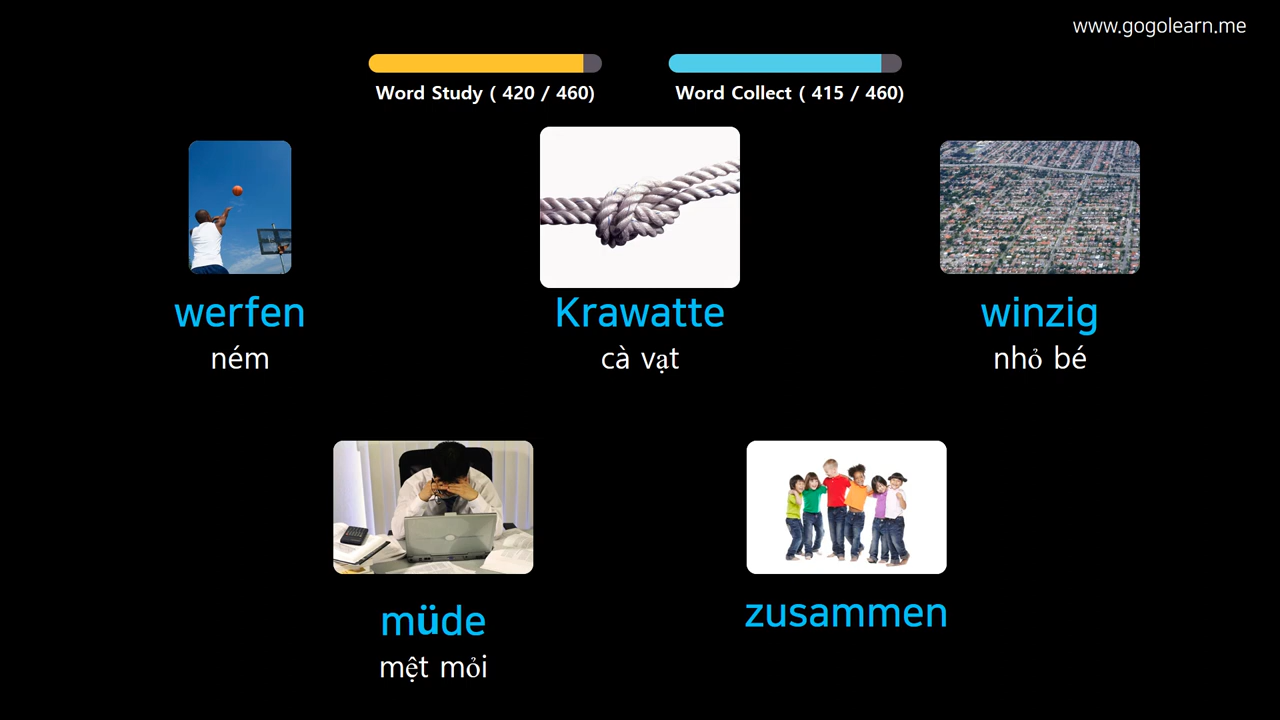 www.gogolearn.me
Word Study ( 420 / 460)
Word Collect ( 415 / 460)
werfen
ném
Krawatte
cà vạt
winzig
nhỏ bé
müde
mệt mỏi
zusammen